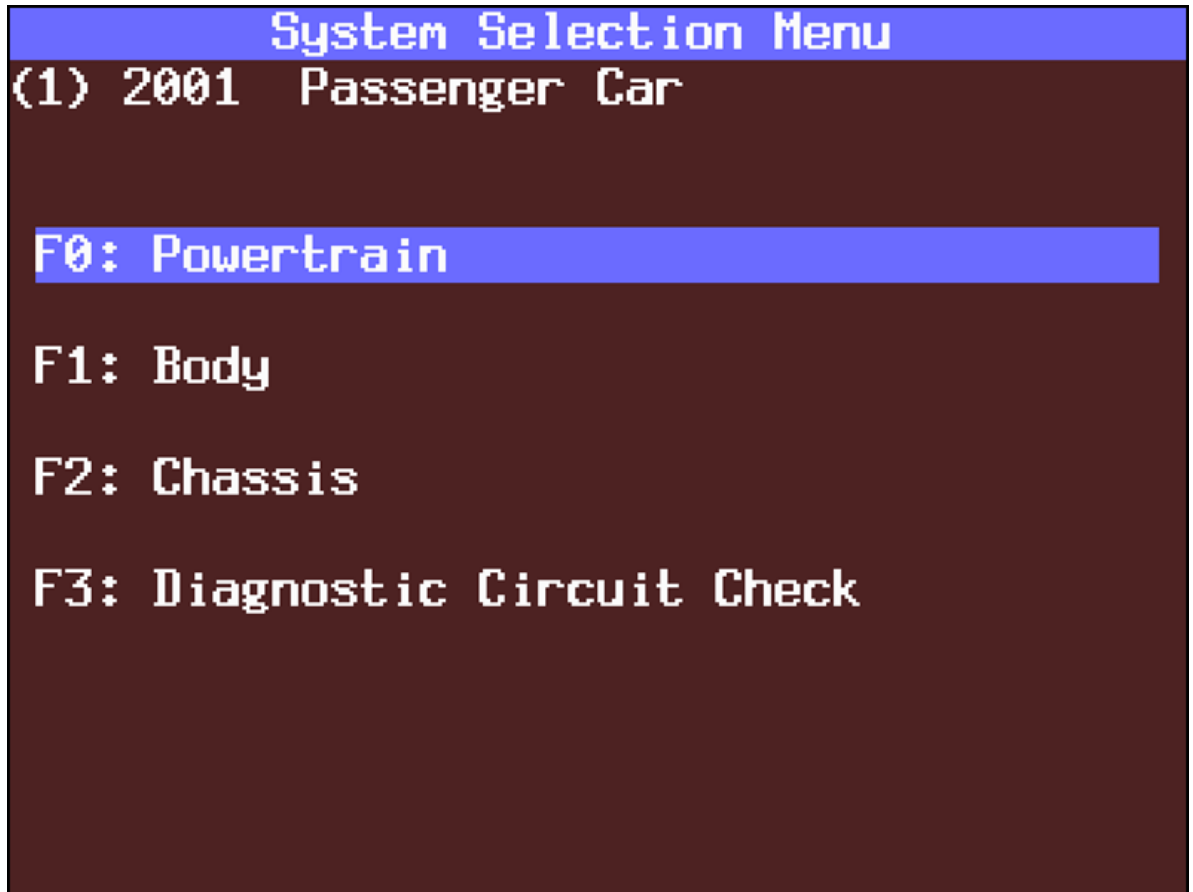 System Selection Menu
(1) 2001 Passenger Car
F0: Powertrain
F1: Body
F2: Chassis
F3: Diagnostic Circuit Check